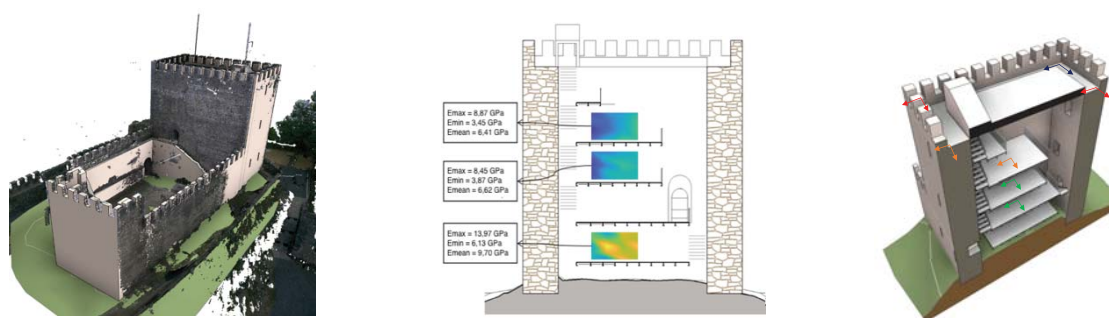 Emax = 8,87 GPa
Emin = 3,45 GPa
Emean = 6,41 GPa
Emax = 8,45 GPa
Emin = 3,87 GPa
Emean = 6,62 GPa
Emax = 13,97 GPa
Emin = 6,13 GPa
Emean = 9,70 GPa